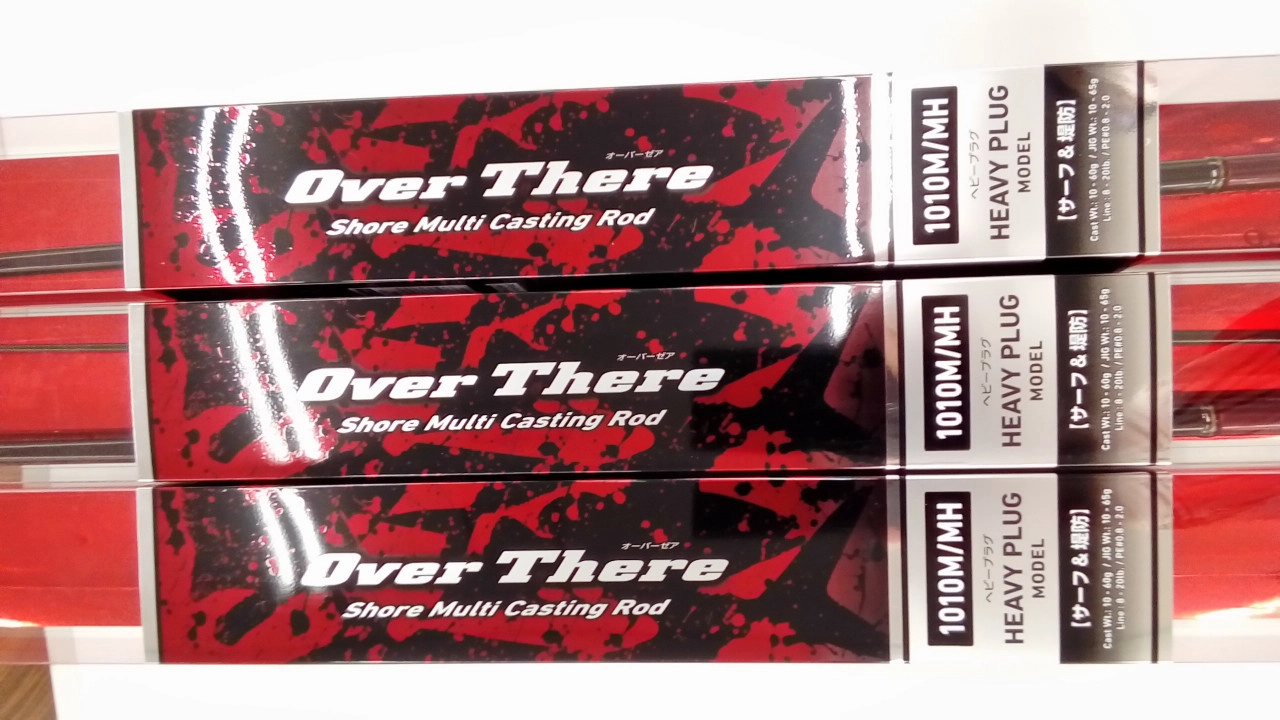 オーバーゼア
Over There
Shore Multi Casting Rod
1010M/MH
ヘビープラグ
HEAVY PLUG
MODEL
[サーフ & 堤防]
Cast Wt.: 10 - 60g / JIG Wt.: 10 - 65g
Line : 8 - 20lb. / PE#0.8 - 2.0
オーバーゼア
Over There
Shore Multi Casting Rod
1010M/MH
ヘビープラグ
HEAVY PLUG
MODEL
[サーフ & 堤防]
Cast Wt.: 10 - 60g / JIG Wt.: 10 - 65g
Line : 8 - 20lb. / PE#0.8 - 2.0
オーバーゼア
Over There
Shore Multi Casting Rod
1010M/MH
ヘビープラグ
HEAVY PLUG
MODEL
[サーフ & 堤防]
Cast Wt.: 10 - 60g / JIG Wt.: 10 - 65g
Line : 8 - 20lb. / PE#0.8 - 2.0